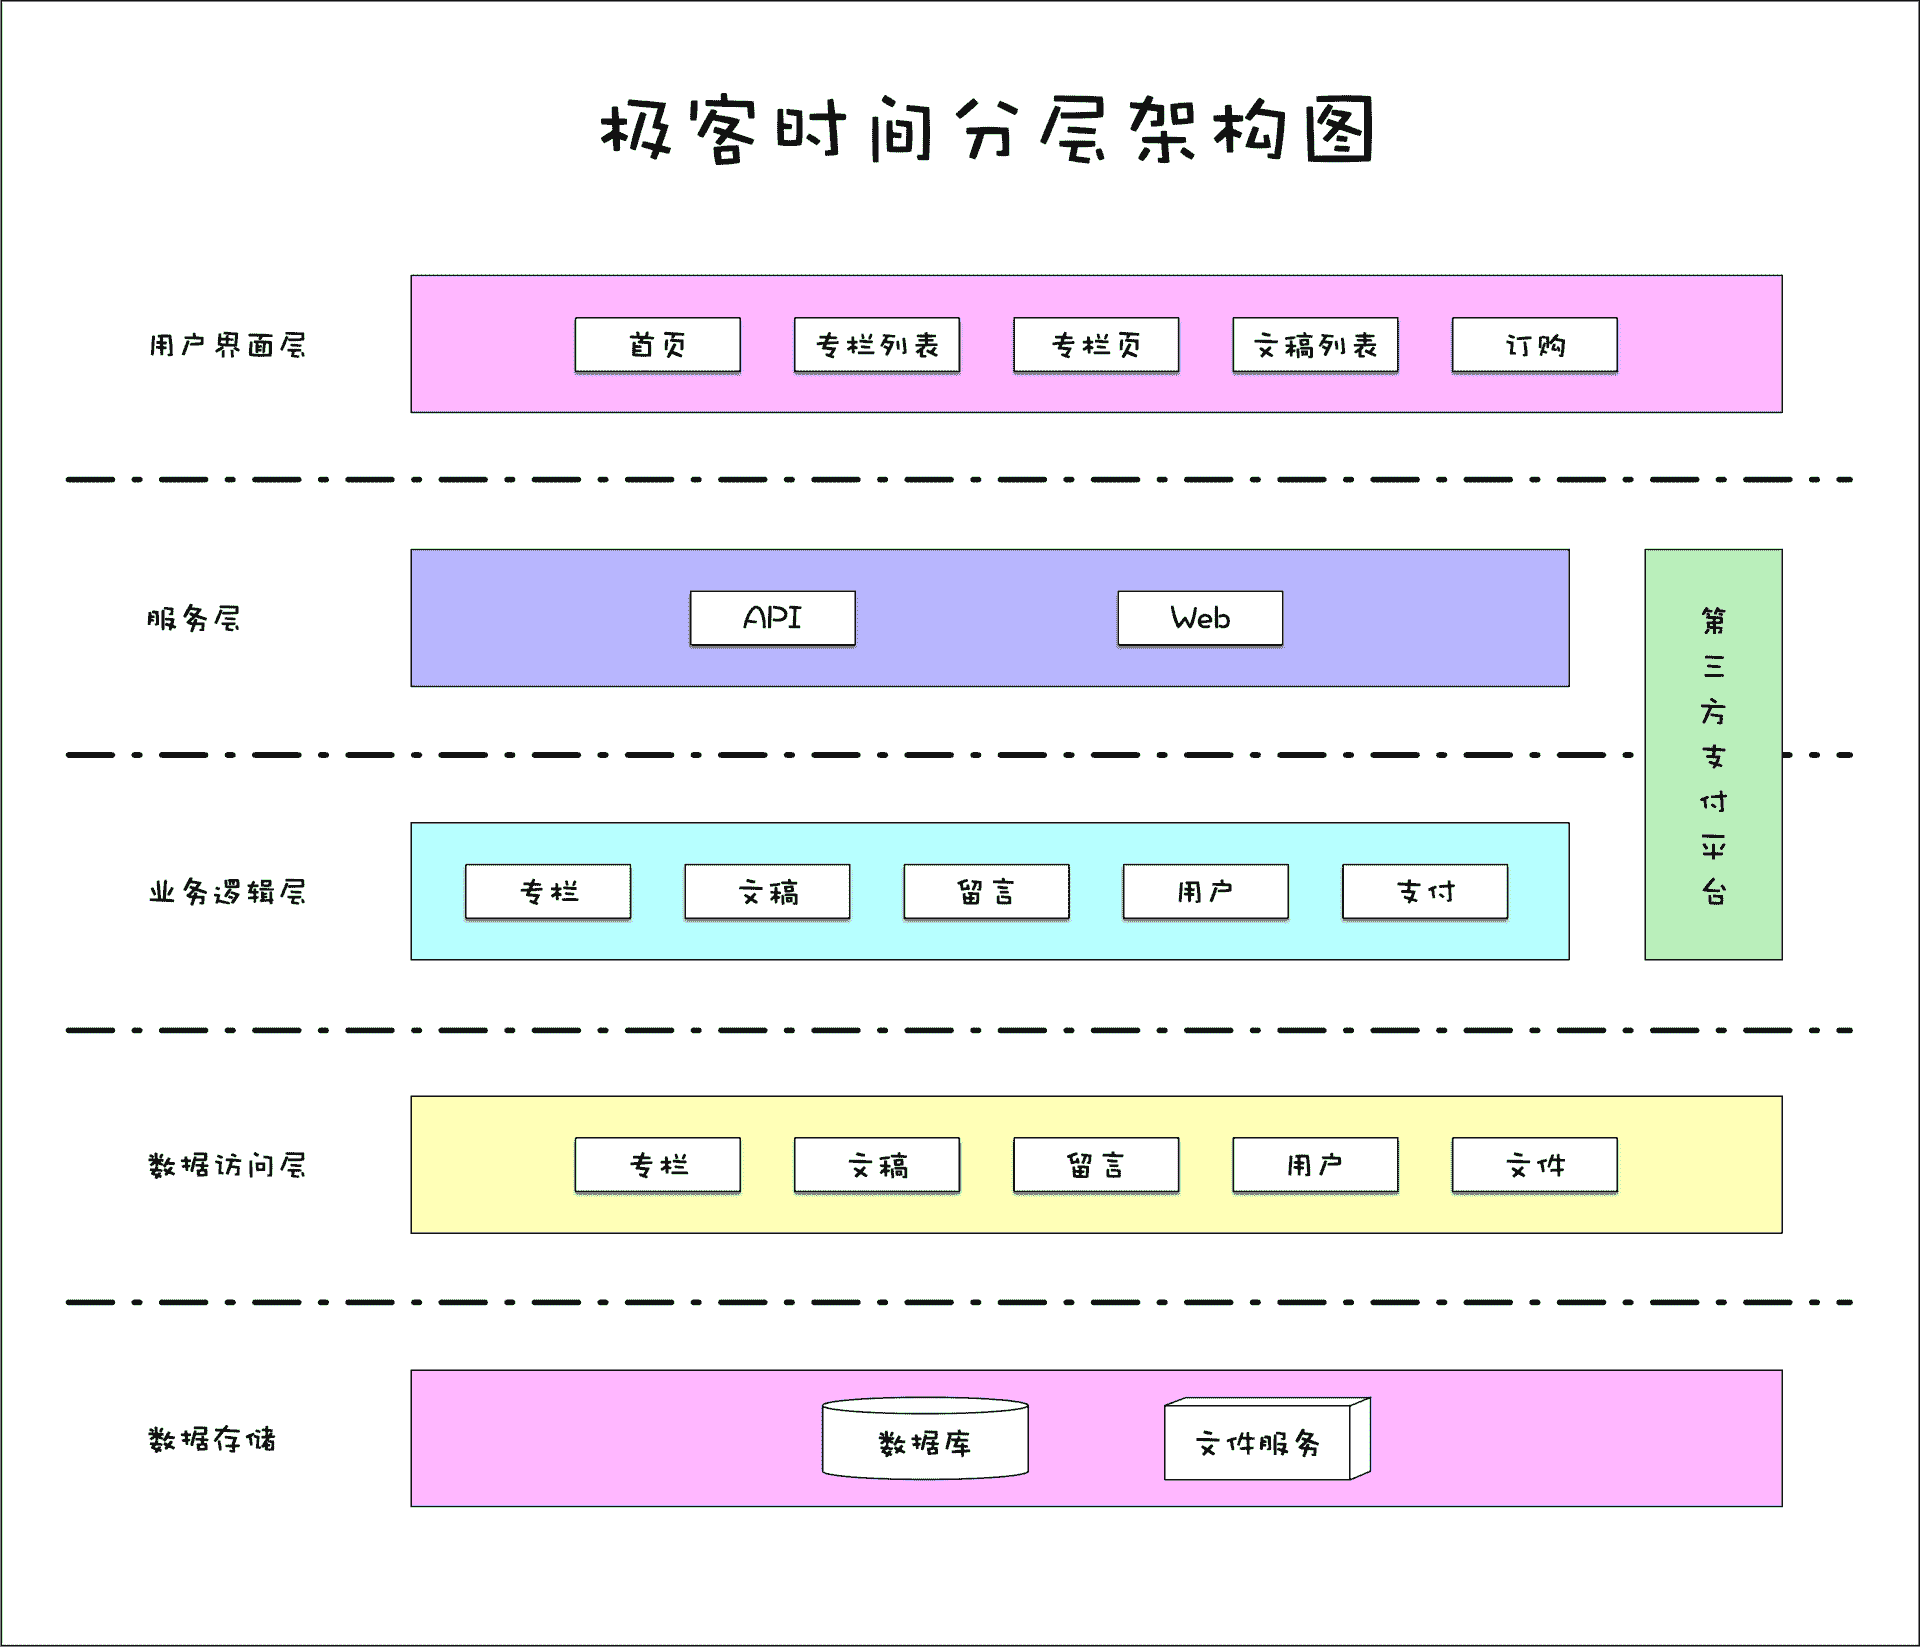 极客时间分层架构图
用户界面层
首页
专栏列表
专栏页
文稿列表
订购
服务层
API
Web
第三方支付平台
业务逻辑层
专栏
文稿
留言
用户
支付
数据访问层
专栏
文稿
留言
用户
文件
数据存储
数据库
文件服务